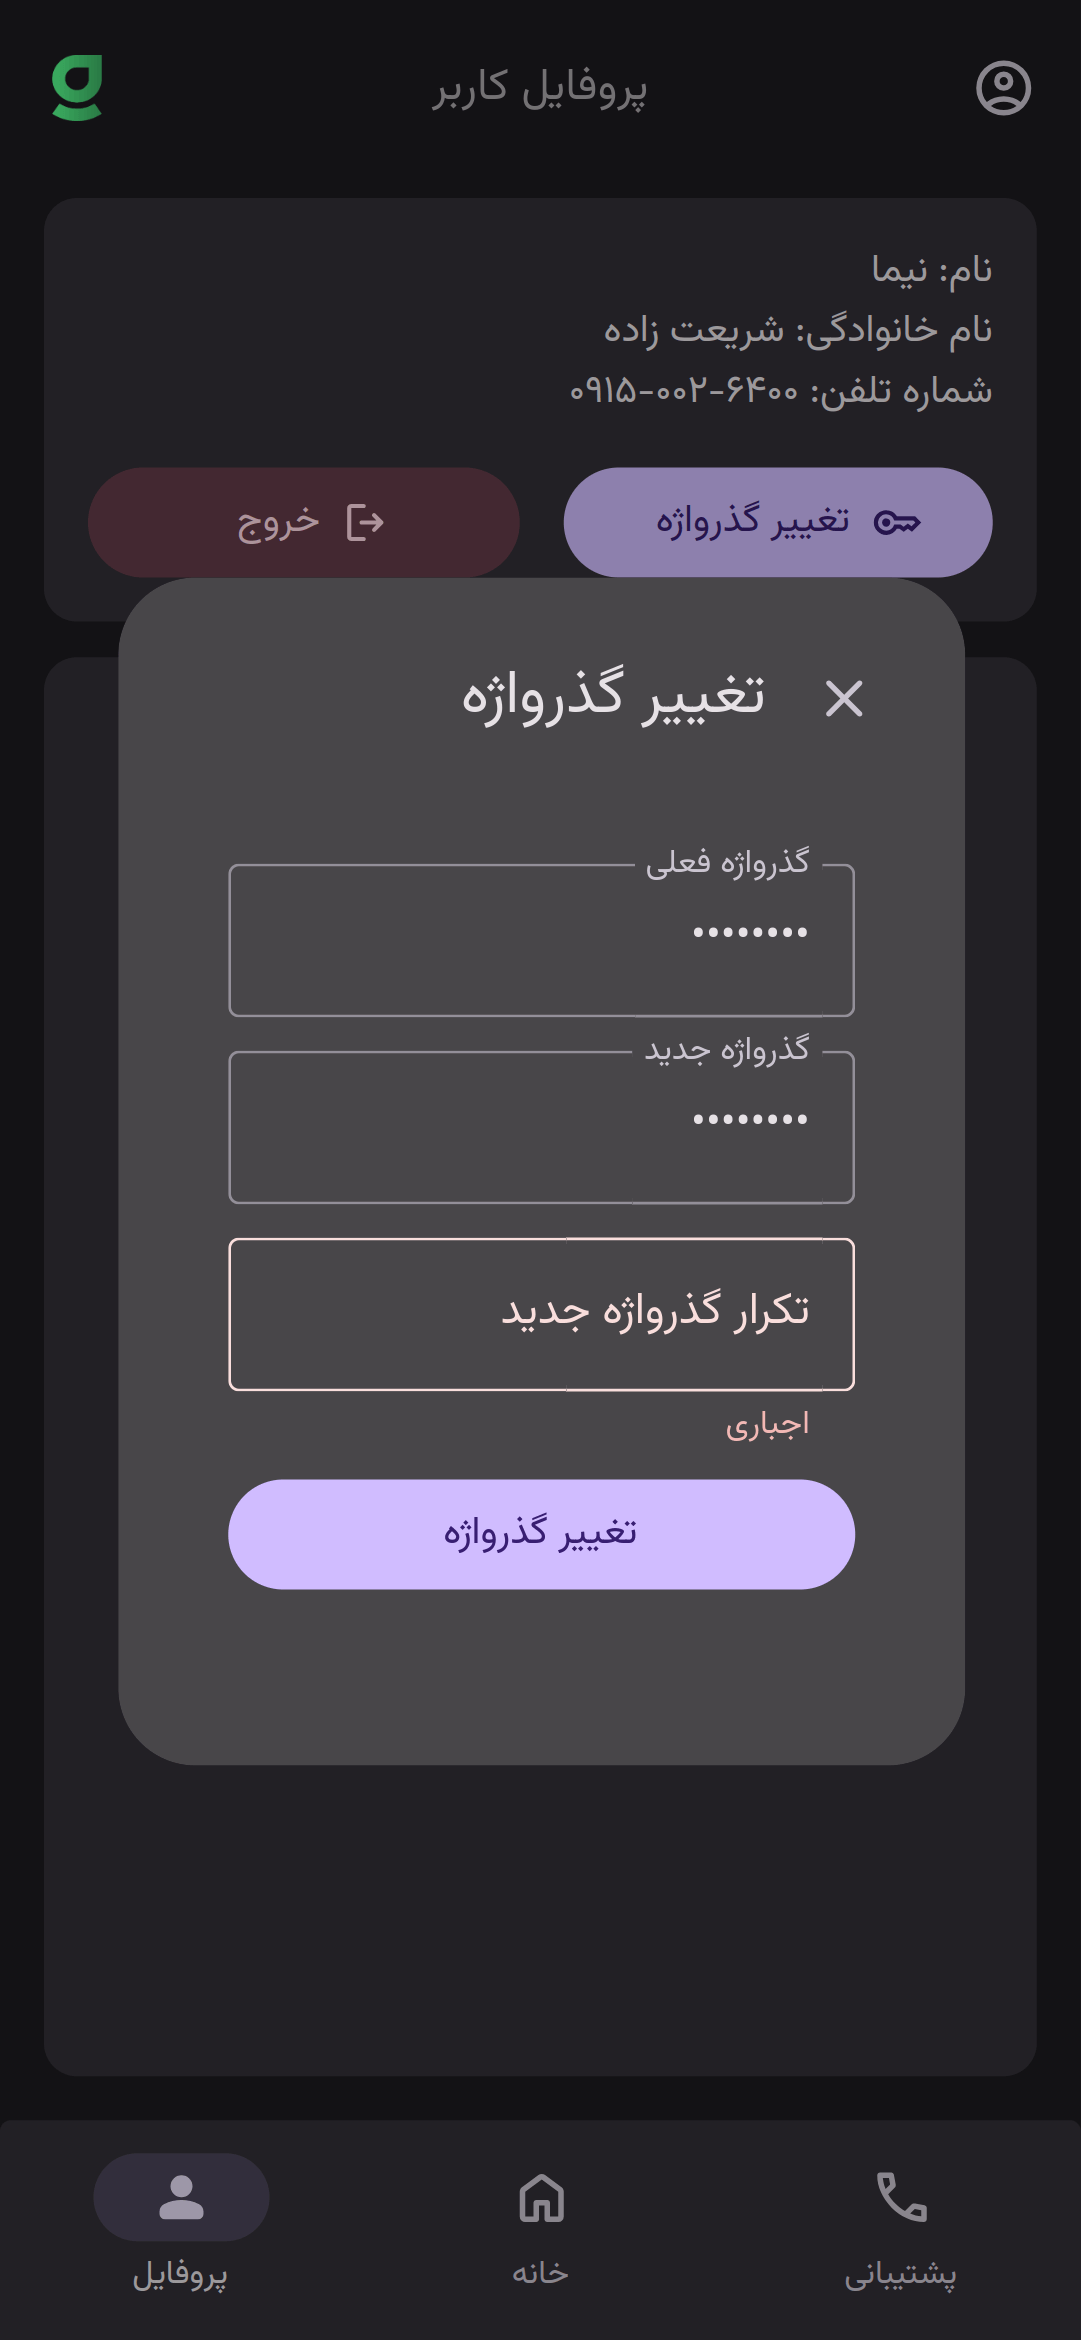 پروفایل کاربر
نام: نیما
نام خانوادگی: شریعت زاده
شماره تلفن: ۰۹۱۵-۰۰۲-۶۴۰۰
تغییر گذرواژه
خروج
تغییر گذرواژه
گذرواژه فعلی
••••••••
گذرواژه جدید
••••••••
تکرار گذرواژه جدید
اجباری
تغییر گذرواژه
پشتیبانی
خانه
پروفایل